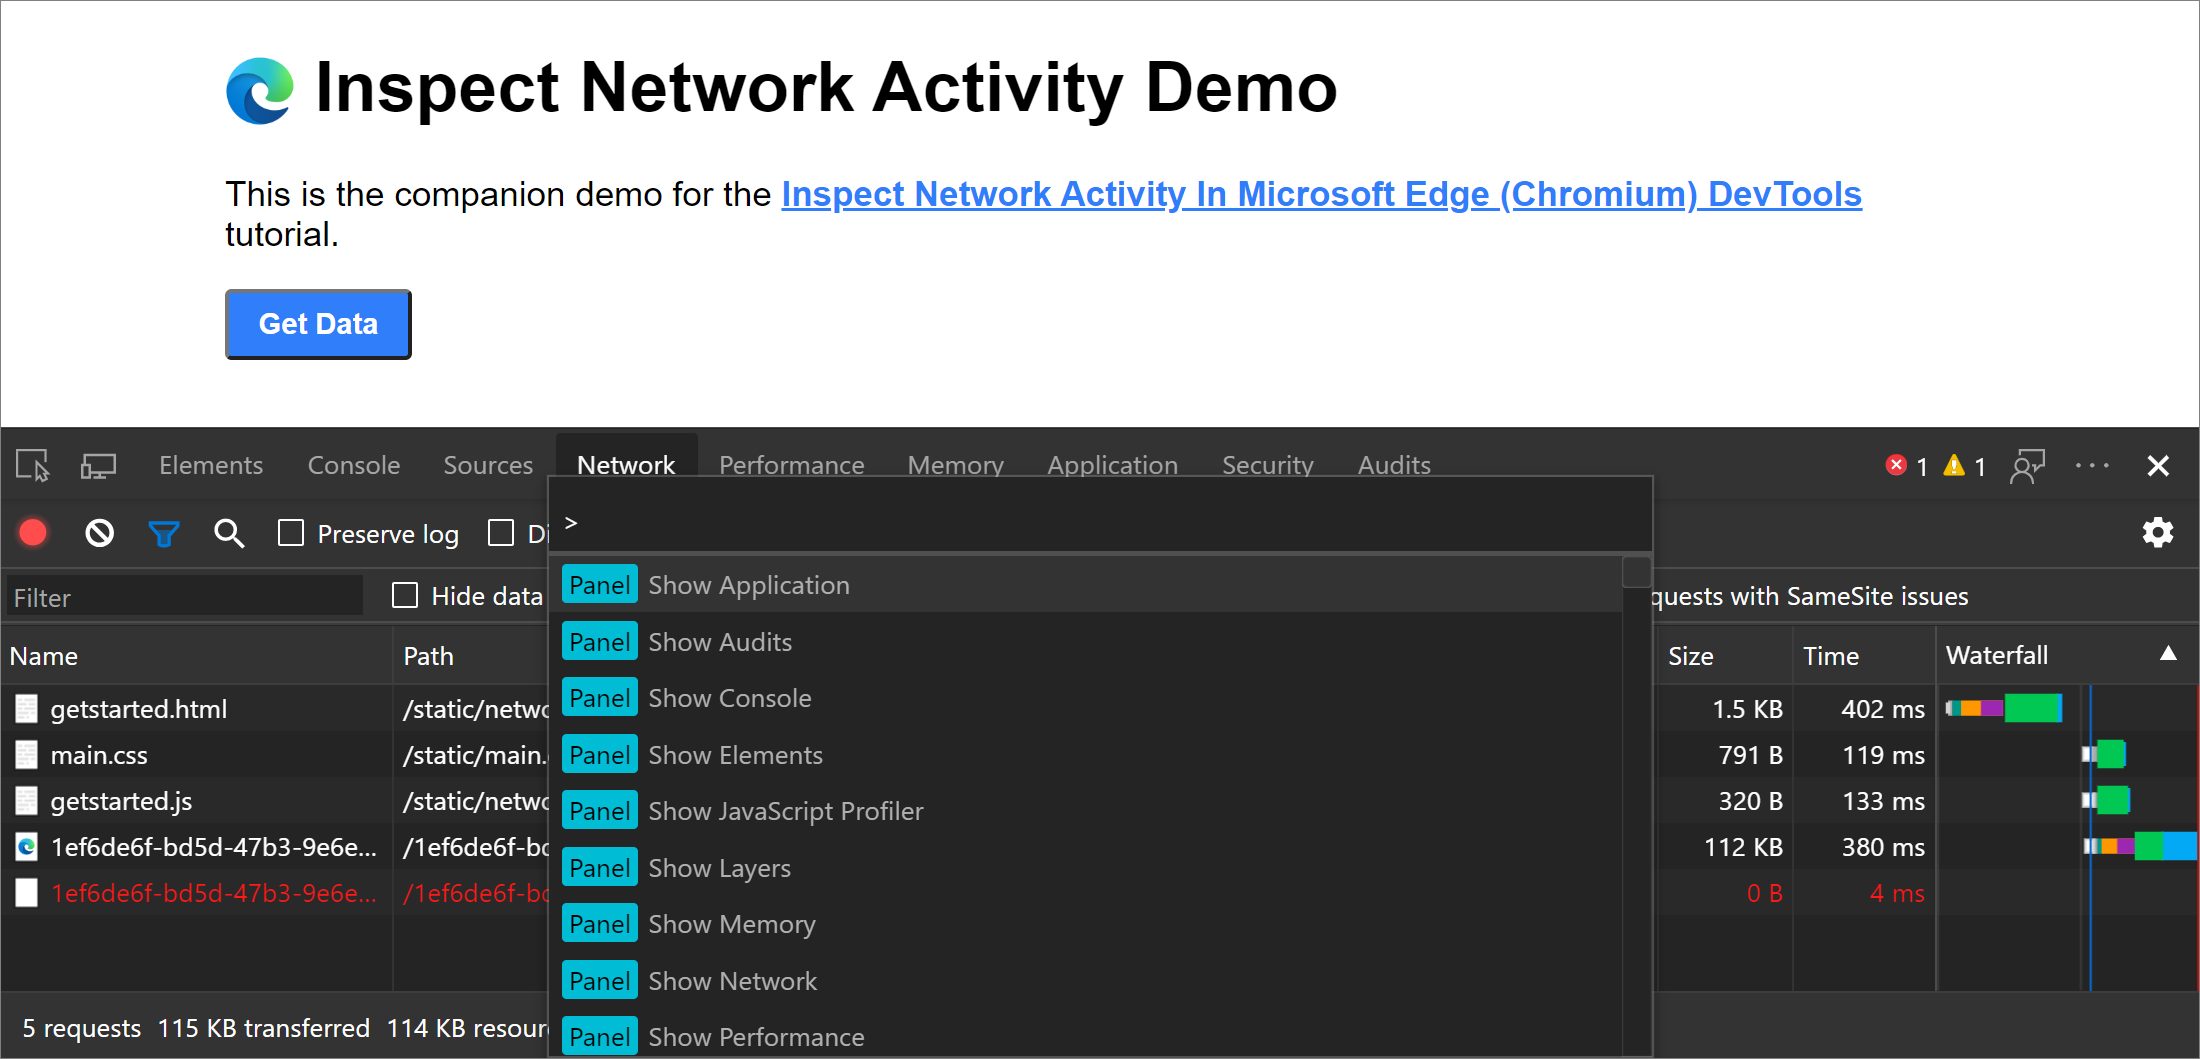 Inspect Network Activity Demo
This is the companion demo for the Inspect Network Activity In Microsoft Edge (Chromium) DevTools
tutorial.
Get Data
Elements Console Sources Network Performance Memory Application Security Audits 1 1 ...
Preserve log Di
>
Filter Hide data quests with SameSite issues
Panel Show Application
Panel Show Audits
Panel Show Console
Panel Show Elements
Panel Show JavaScript Profiler
Panel Show Layers
Panel Show Memory
Panel Show Network
Panel Show Performance
Name Path Size Time Waterfall
getstarted.html /static/netwo 1.5 KB 402 ms
main.css /static/main. 791 B 119 ms
getstarted.js /static/netwo 320 B 133 ms
1ef6de6f-bd5d-47b3-9e6e... /1ef6de6f-bd 112 KB 380 ms
1ef6de6f-bd5d-47b3-9e6e... /1ef6de6f-bd 0 B 4 ms
5 requests 115 KB transferred 114 KB resour